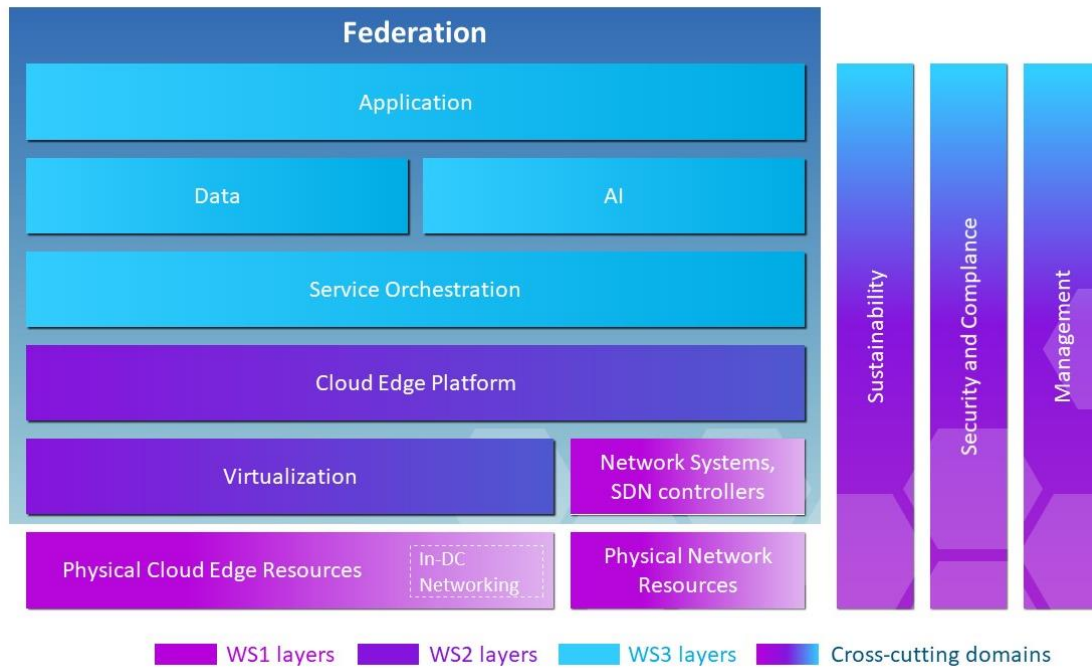 Federation
Application
Data
AI
Service Orchestration
Cloud Edge Platform
Virtualization
Network Systems,
SDN controllers
Physical Cloud Edge Resources
In-DC
Networking
Physical Network
Resources
Sustainability
Security and Compliance
Management
WS1 layers
WS2 layers
WS3 layers
Cross-cutting domains